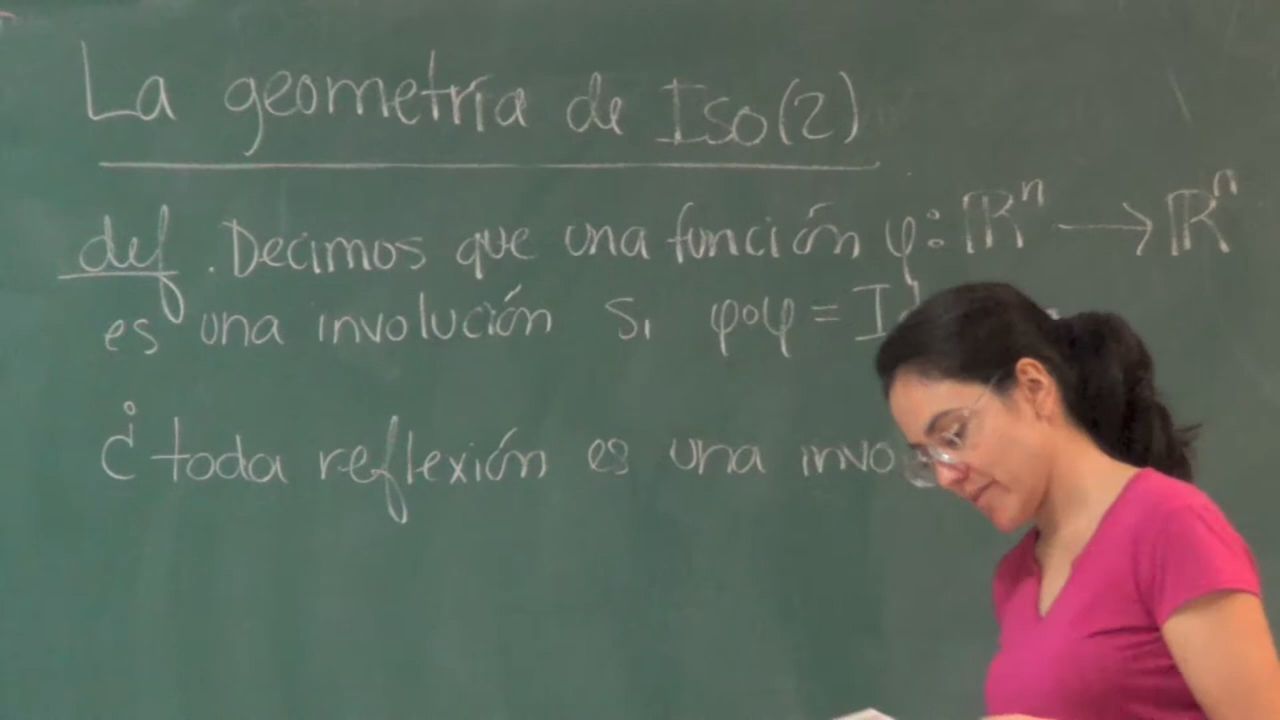 La geometría de Iso(2)
def. Decimos que una función φ: ℝⁿ → ℝⁿ
es una involución si φ∘φ = I
¿toda reflexión es una invo